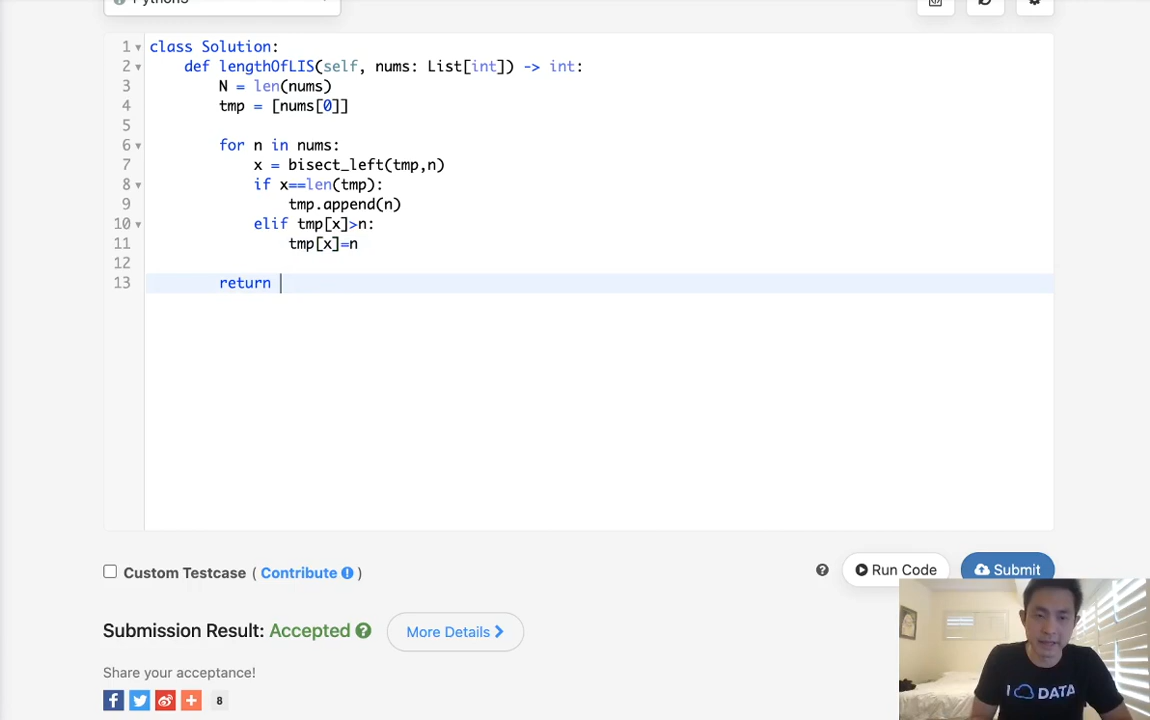 1 class Solution:
2 def lengthOfLIS(self, nums: List[int]) -> int:
3 N = len(nums)
4 tmp = [nums[0]]
5
6 for n in nums:
7 x = bisect_left(tmp,n)
8 if x==len(tmp):
9 tmp.append(n)
10 elif tmp[x]>n:
11 tmp[x]=n
12
13 return
Custom Testcase ( Contribute )
Run Code
Submit
Submission Result: Accepted
More Details
Share your acceptance!
8
I DATA